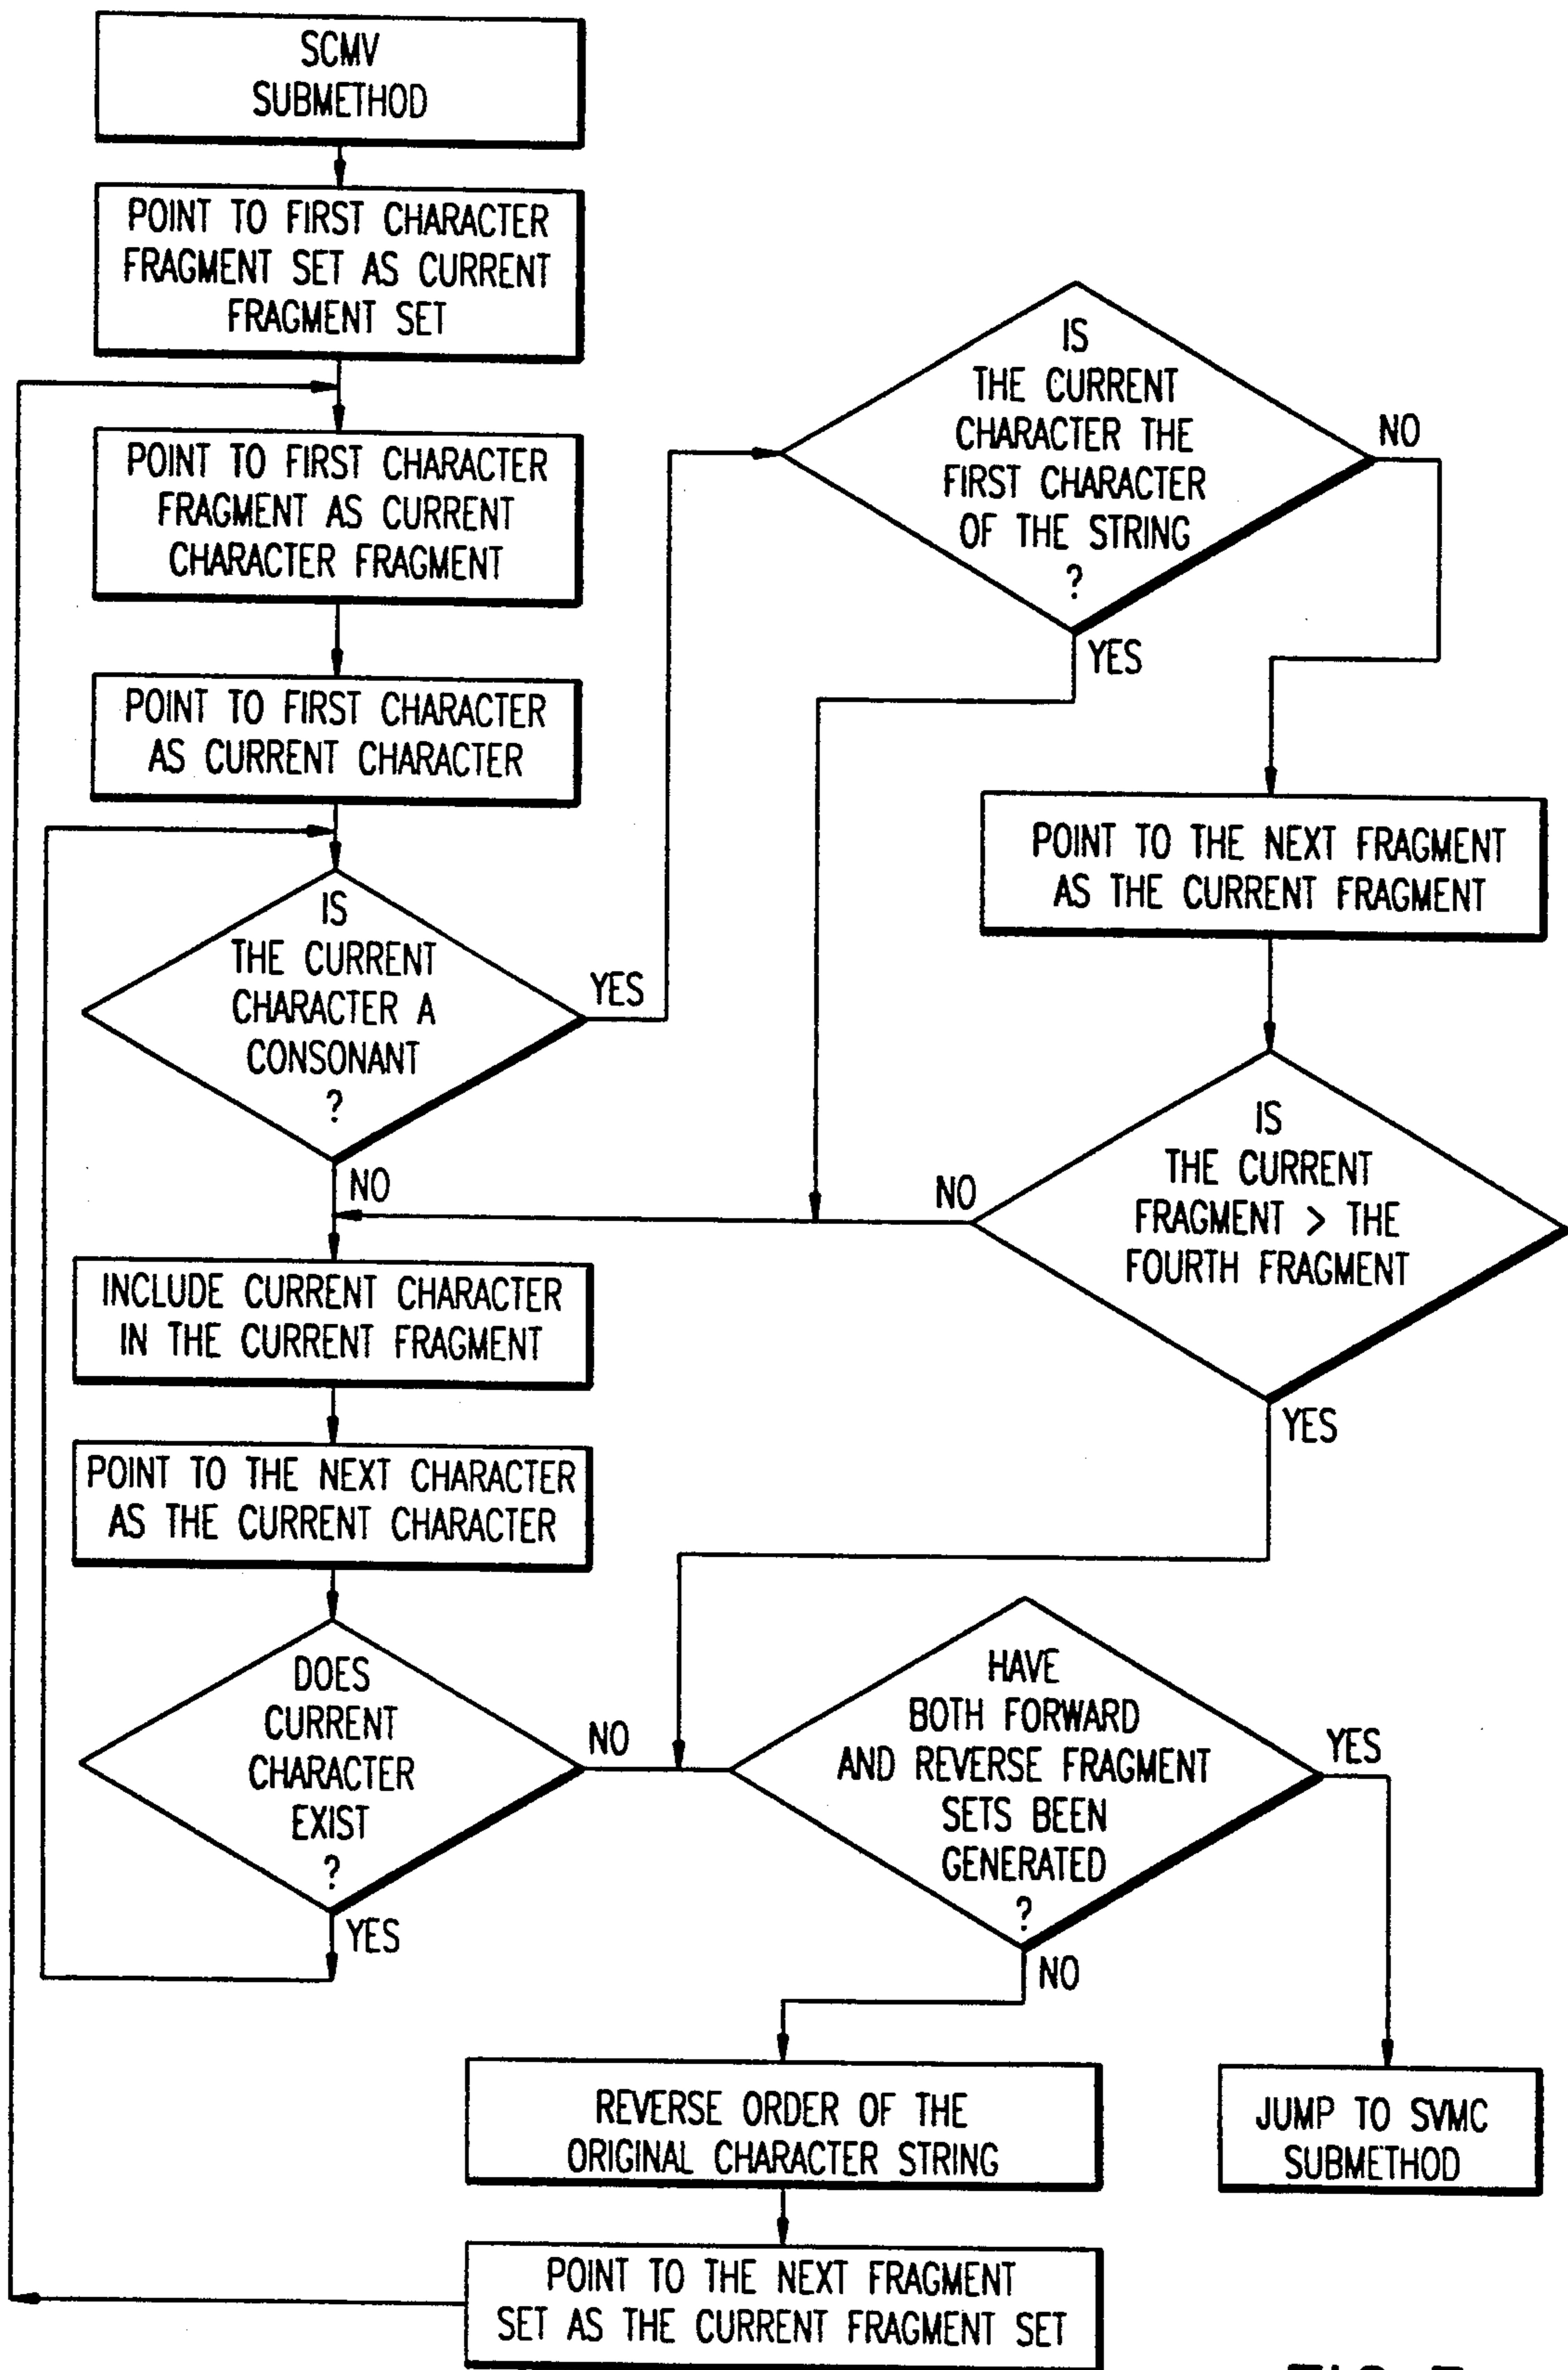 SCMV
SUBMETHOD
POINT TO FIRST CHARACTER
FRAGMENT SET AS CURRENT
FRAGMENT SET
POINT TO FIRST CHARACTER
FRAGMENT AS CURRENT
CHARACTER FRAGMENT
POINT TO FIRST CHARACTER
AS CURRENT CHARACTER
IS
THE CURRENT
CHARACTER A
CONSONANT
?
YES
NO
IS
THE CURRENT
CHARACTER THE
FIRST CHARACTER
OF THE STRING
?
NO
YES
POINT TO THE NEXT FRAGMENT
AS THE CURRENT FRAGMENT
IS
THE CURRENT
FRAGMENT > THE
FOURTH FRAGMENT
NO
YES
INCLUDE CURRENT CHARACTER
IN THE CURRENT FRAGMENT
POINT TO THE NEXT CHARACTER
AS THE CURRENT CHARACTER
DOES
CURRENT
CHARACTER
EXIST
?
NO
YES
HAVE
BOTH FORWARD
AND REVERSE FRAGMENT
SETS BEEN
GENERATED
?
YES
NO
REVERSE ORDER OF THE
ORIGINAL CHARACTER STRING
JUMP TO SVMC
SUBMETHOD
POINT TO THE NEXT FRAGMENT
SET AS THE CURRENT FRAGMENT SET